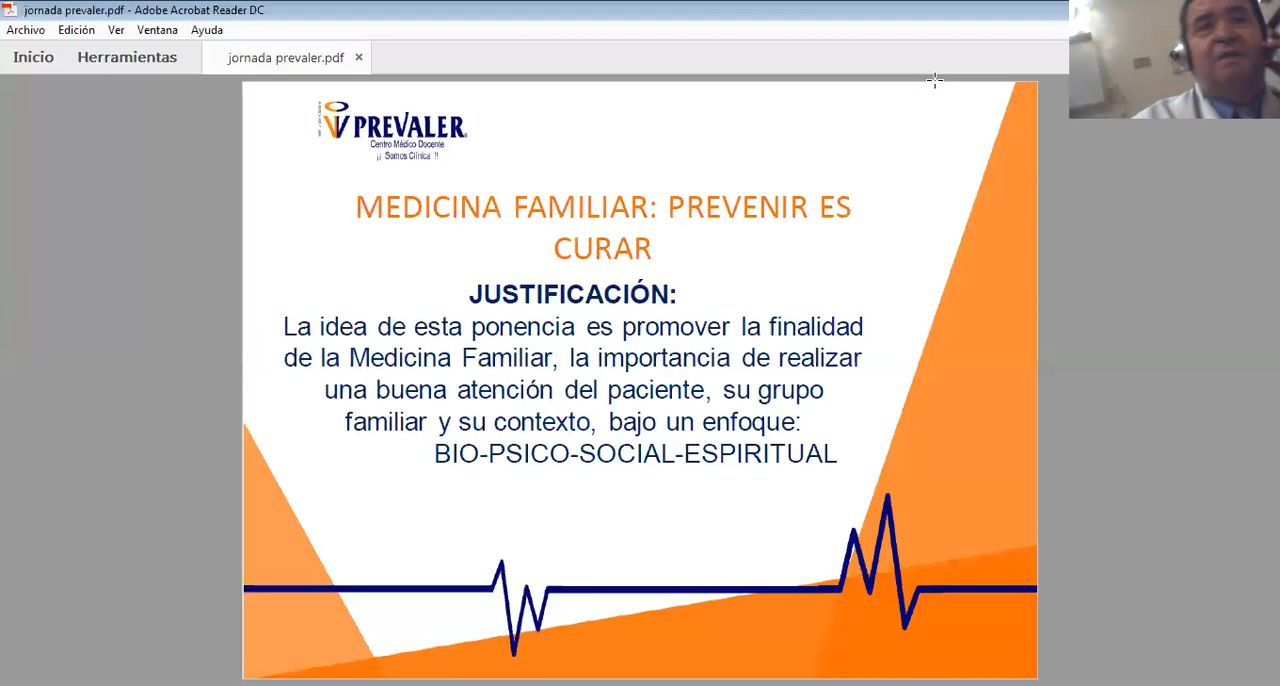 jornada prevaler.pdf - Adobe Acrobat Reader DC
Archivo Edición Ver Ventana Ayuda
Inicio Herramientas jornada prevaler.pdf ×
PREVALER
Centro Médico Docente
¡¡ Somos Clínica !!
MEDICINA FAMILIAR: PREVENIR ES
CURAR
JUSTIFICACIÓN:
La idea de esta ponencia es promover la finalidad
de la Medicina Familiar, la importancia de realizar
una buena atención del paciente, su grupo
familiar y su contexto, bajo un enfoque:
BIO-PSICO-SOCIAL-ESPIRITUAL